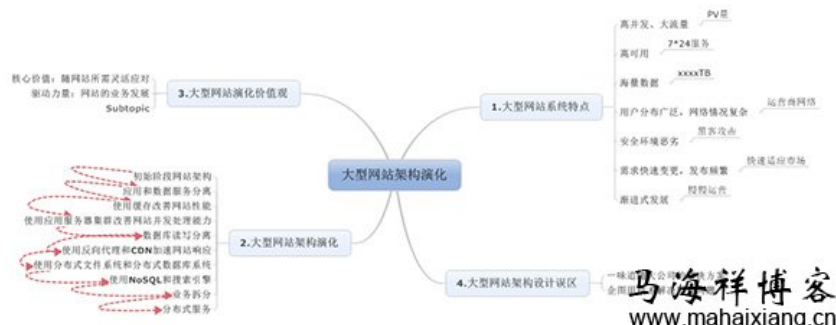 大型网站架构演化
1.大型网站系统特点
高并发、大流量
PV量
高可用
7*24服务
海量数据
xxxxTB
用户分布广泛，网络情况复杂
运营商网络
安全环境恶劣
黑客攻击
需求快速变更，发布频繁
快速适应市场
渐进式发展
慢慢运营
2.大型网站架构演化
初始阶段网站架构
应用和数据服务分离
使用缓存改善网站性能
使用应用服务器集群改善网站并发处理能力
数据库读写分离
使用反向代理和CDN加速网站响应
使用分布式文件系统和分布式数据库系统
使用NoSQL和搜索引擎
业务拆分
分布式服务
3.大型网站演化价值观
核心价值：随网站所需灵活应对
驱动力量：网站的业务发展
Subtopic
4.大型网站架构设计误区
一味追
企图用
马海祥博客
www.mahaixiang.cn